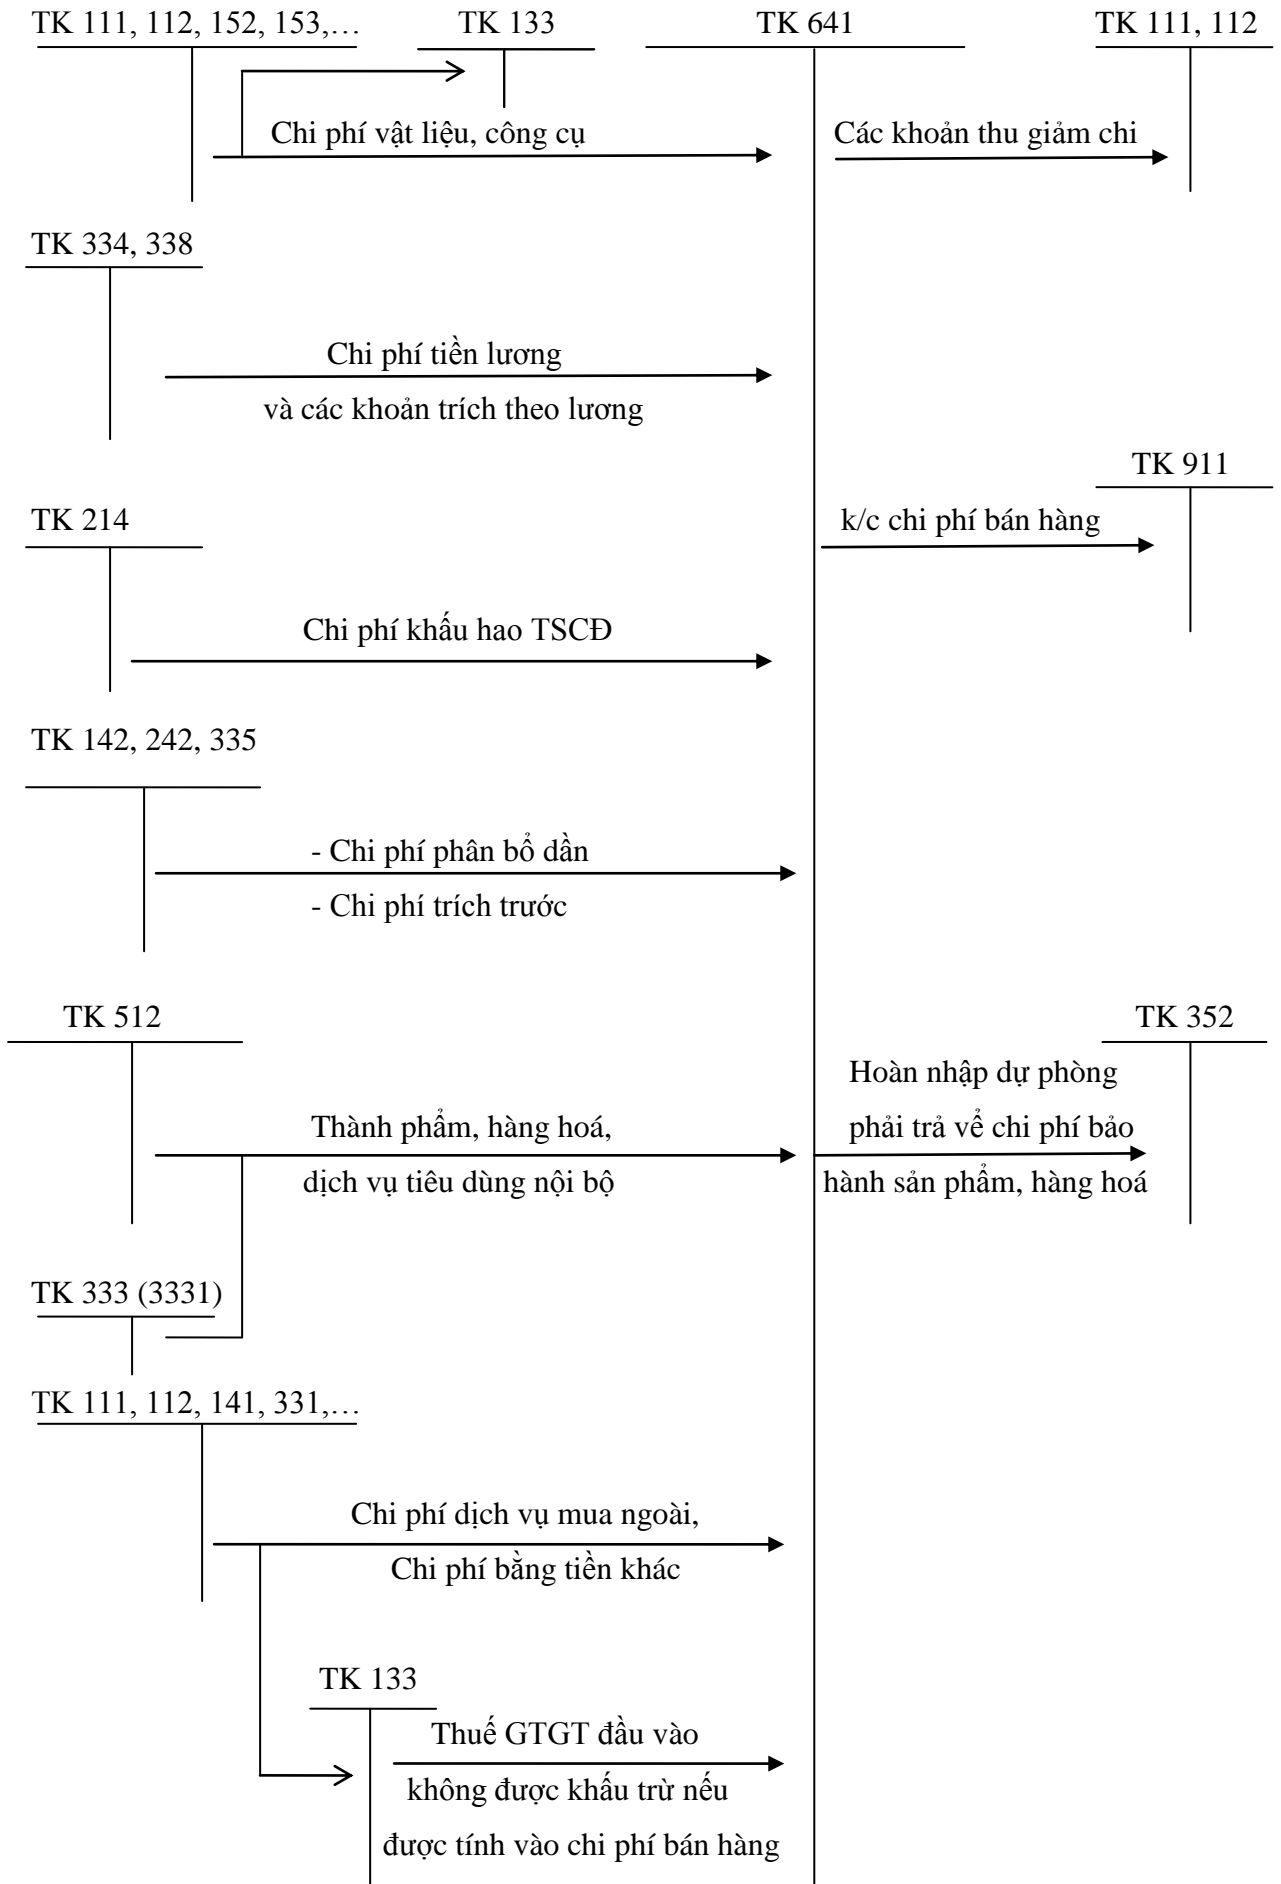 TK 111, 112, 152, 153,…
TK 133
TK 641
TK 111, 112
Chi phí vật liệu, công cụ
Các khoản thu giảm chi
TK 334, 338
Chi phí tiền lương
và các khoản trích theo lương
TK 911
TK 214
k/c chi phí bán hàng
Chi phí khấu hao TSCĐ
TK 142, 242, 335
- Chi phí phân bổ dần
- Chi phí trích trước
TK 512
TK 352
Thành phẩm, hàng hoá,
dịch vụ tiêu dùng nội bộ
Hoàn nhập dự phòng
phải trả vể chi phí bảo
hành sản phẩm, hàng hoá
TK 333 (3331)
TK 111, 112, 141, 331,…
Chi phí dịch vụ mua ngoài,
Chi phí bằng tiền khác
TK 133
Thuế GTGT đầu vào
không được khấu trừ nếu
được tính vào chi phí bán hàng